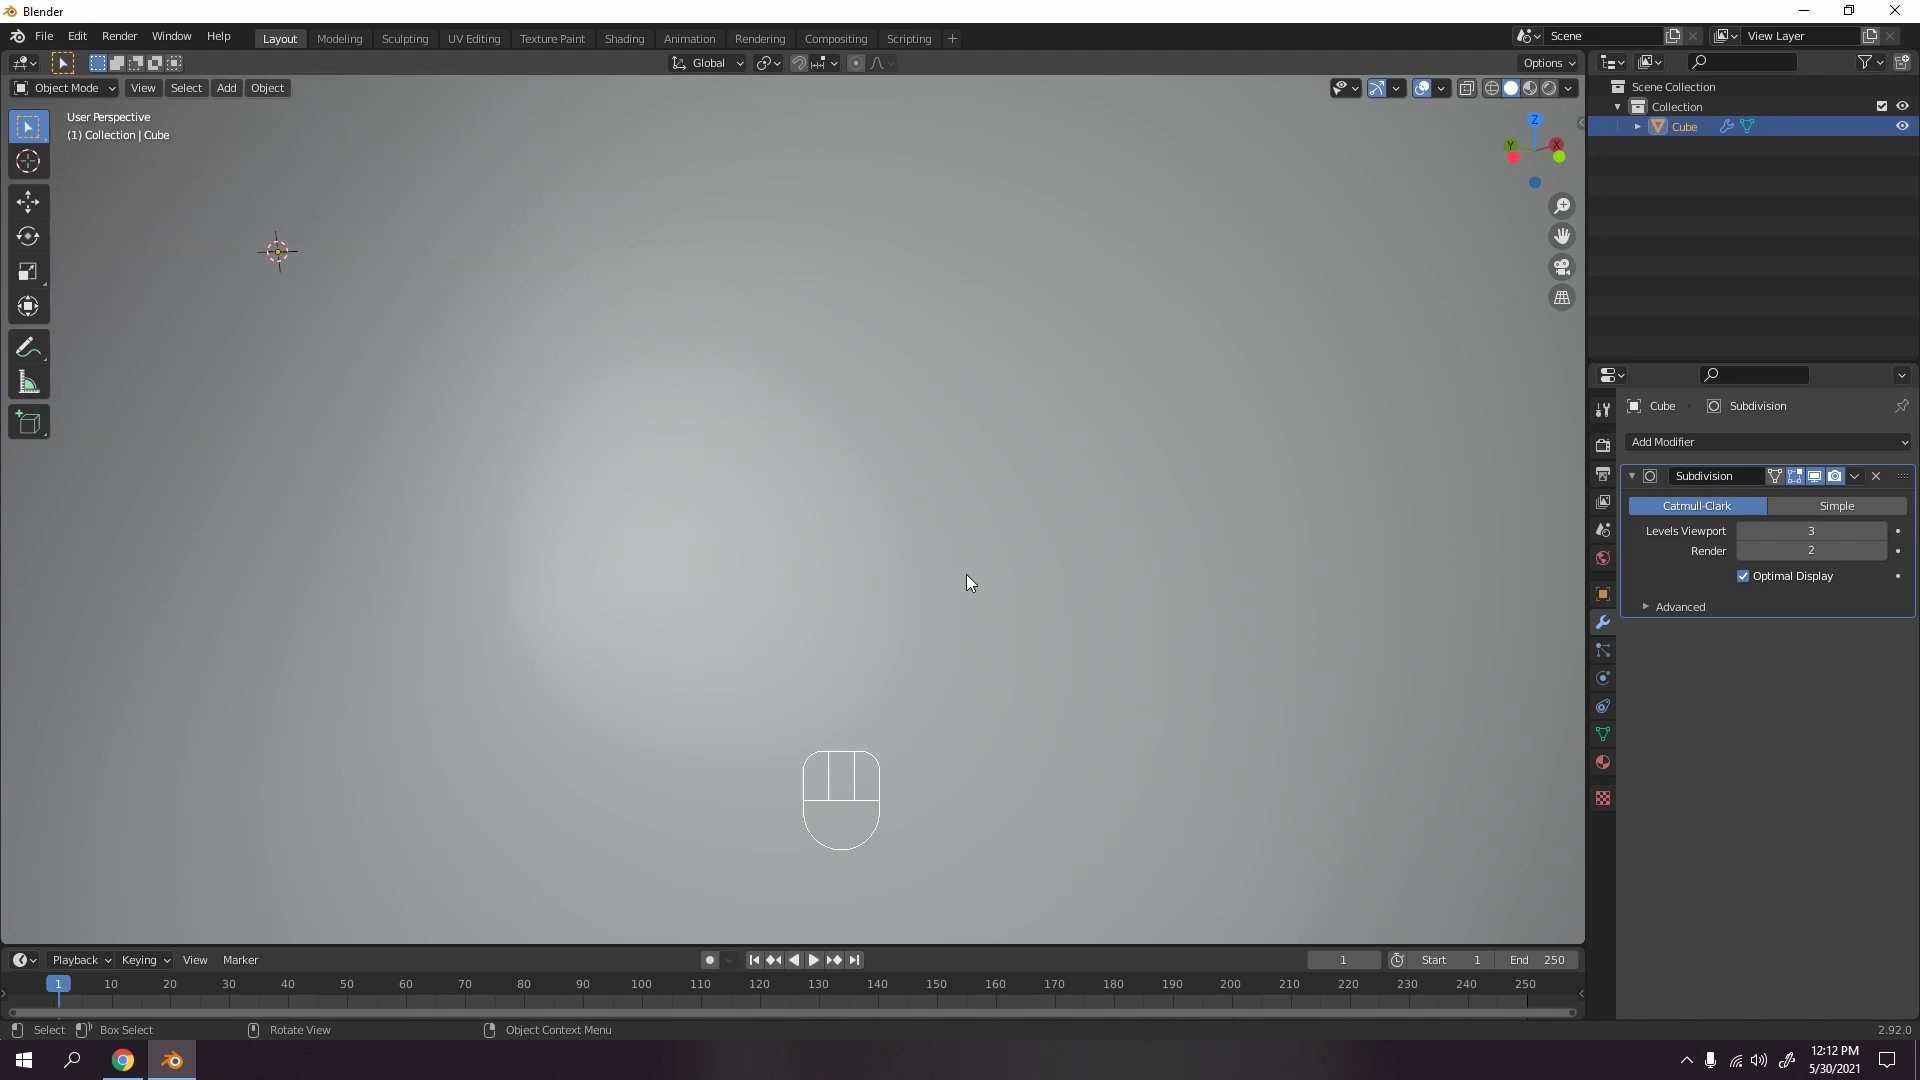 Blender
File Edit Render Window Help Layout Modeling Sculpting UV Editing Texture Paint Shading Animation Rendering Compositing Scripting + Scene View Layer
Global Options
Object Mode View Select Add Object
User Perspective
(1) Collection | Cube
Z
Y X
Scene Collection
Collection
Cube
Cube Subdivision
Add Modifier
Subdivision
Catmull-Clark Simple
Levels Viewport 3
Render 2
Optimal Display
Advanced
Playback Keying View Marker 1 Start 1 End 250
1 10 20 30 40 50 60 70 80 90 100 110 120 130 140 150 160 170 180 190 200 210 220 230 240 250
Select Box Select Rotate View Object Context Menu 2.92.0
12:12 PM
5/30/2021